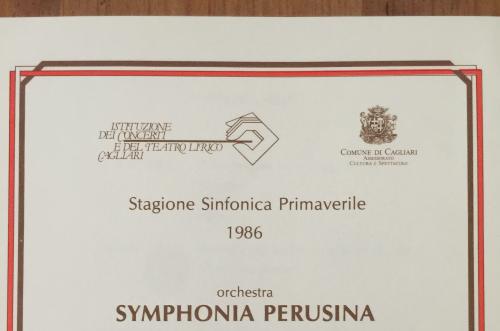 ISTITUZIONE
DEI CONCERTI
E DEL TEATRO LIRICO
CAGLIARI
COMUNE DI CAGLIARI
ASSESSORATO
CULTURA E SPETTACOLO
Stagione Sinfonica Primaverile
1986
orchestra
SYMPHONIA PERUSINA